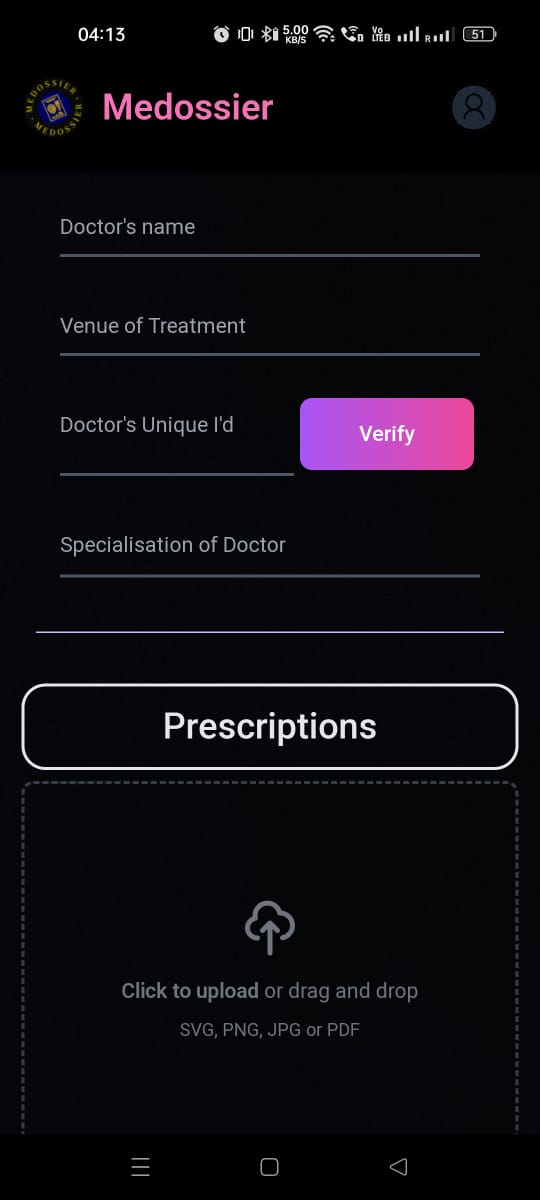 04:13
5.00
KB/S
Vo
LTE
R
51
MEDOSSIER · MEDOSSIER ·
Medossier
Doctor's name
Venue of Treatment
Doctor's Unique I'd
Verify
Specialisation of Doctor
Prescriptions
Click to upload or drag and drop
SVG, PNG, JPG or PDF